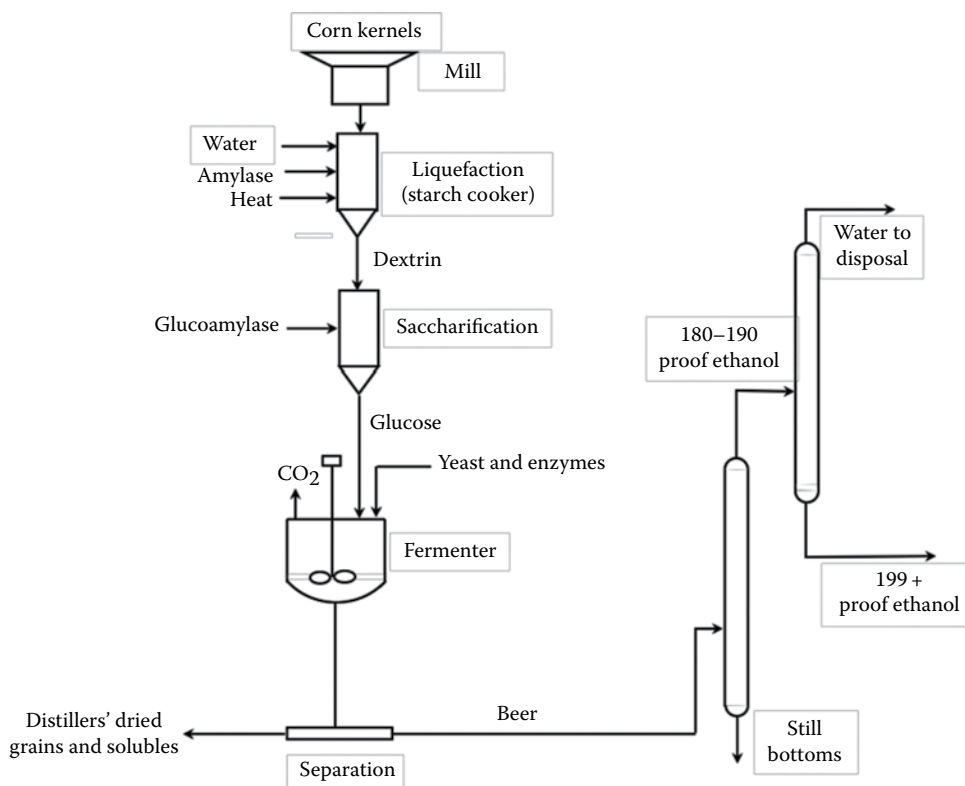 Corn kernels
Mill
Water
Amylase
Heat
Liquefaction
(starch cooker)
Dextrin
Glucoamylase
Saccharification
Glucose
CO2
Yeast and enzymes
Fermenter
Distillers’ dried
grains and solubles
Separation
Beer
180–190
proof ethanol
Water to
disposal
199 +
proof ethanol
Still
bottoms